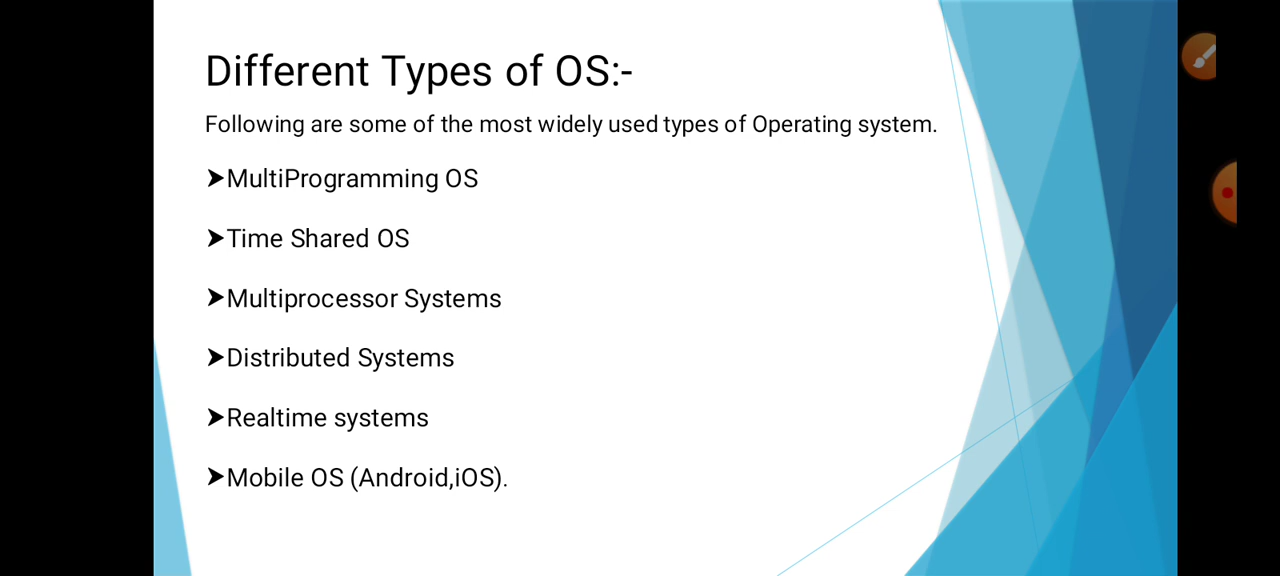 Different Types of OS:-
Following are some of the most widely used types of Operating system.
➤MultiProgramming OS
➤Time Shared OS
➤Multiprocessor Systems
➤Distributed Systems
➤Realtime systems
➤Mobile OS (Android,iOS).